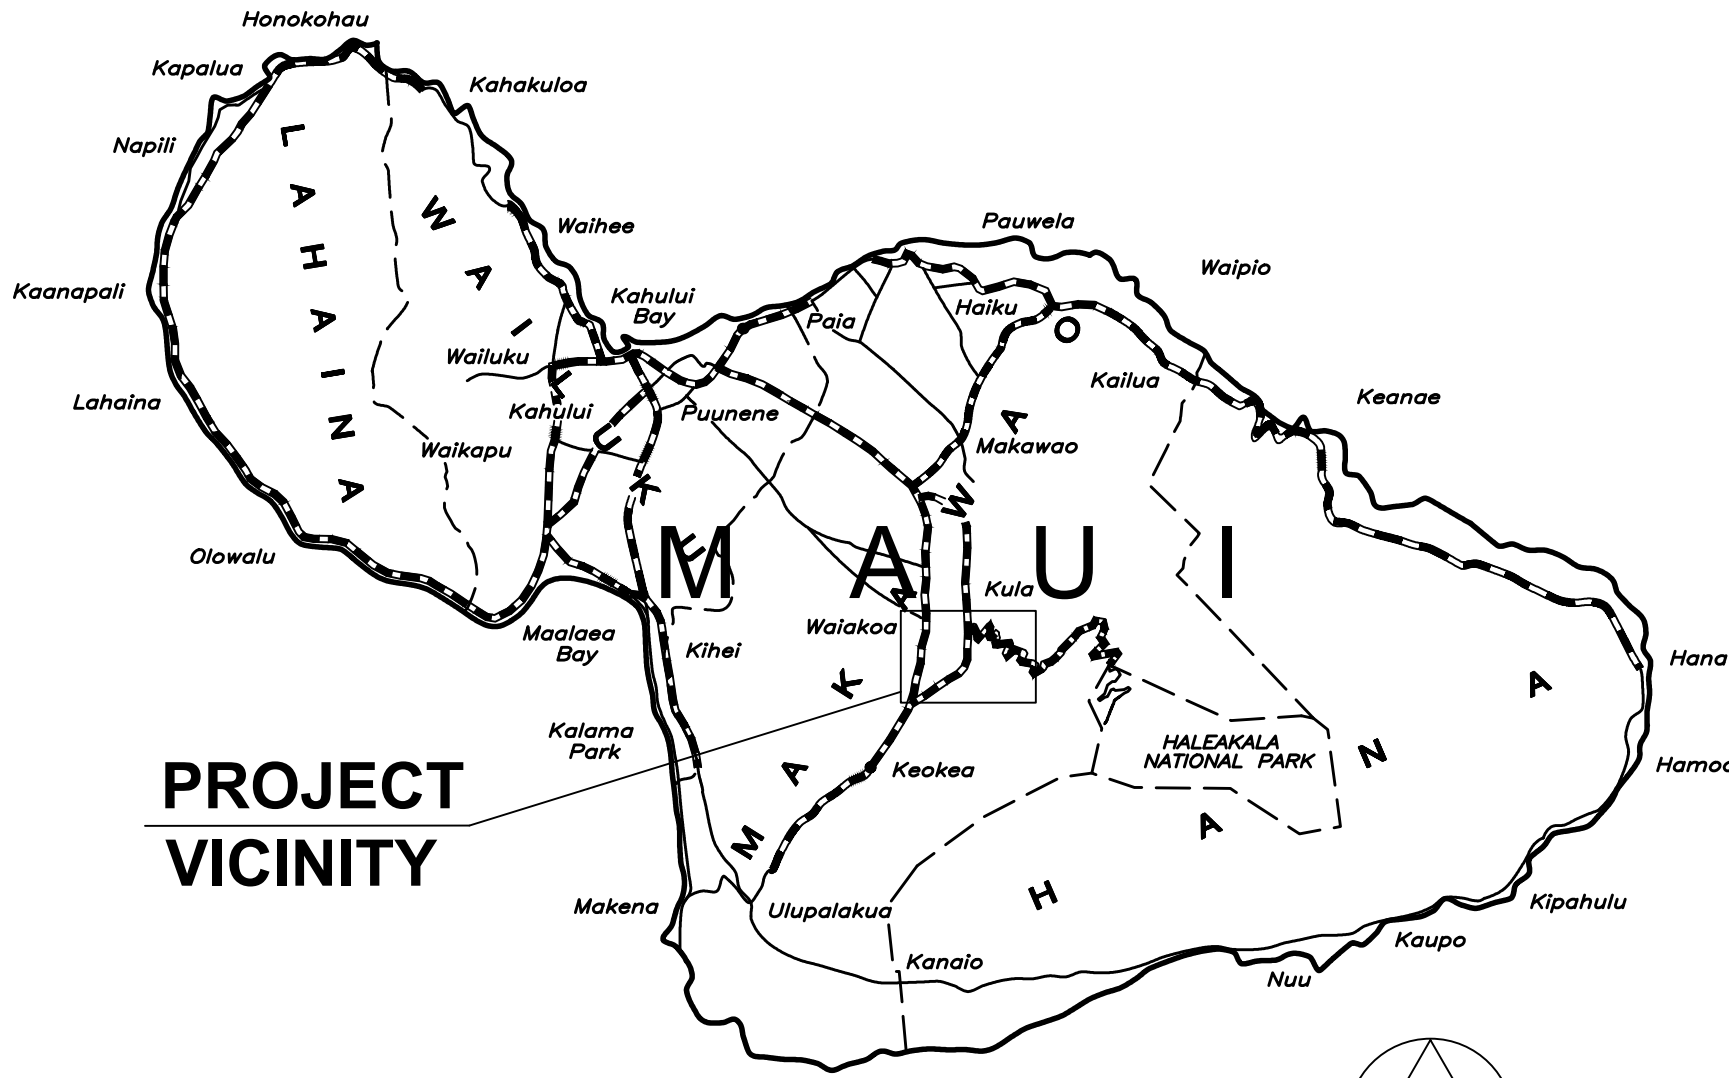 Honokohau
Kapalua
Kahakuloa
Napili
LAHAINA
WAILUKU
Waihee
Pauwela
Waipio
Kaanapali
Kahului
Bay
Paia
Haiku
Wailuku
Kailua
Lahaina
Kahului
Puunene
Keanae
Waikapu
Makawao
Olowalu
MAUI
MAKAWAO
Kula
Waiakoa
Maalaea
Bay
Kihei
Hana
Kalama
Park
HALEAKALA
NATIONAL PARK
HANA
Keokea
PROJECT
VICINITY
Makena
Ulupalakua
Kipahulu
Kaupo
Kanaio
Nuu